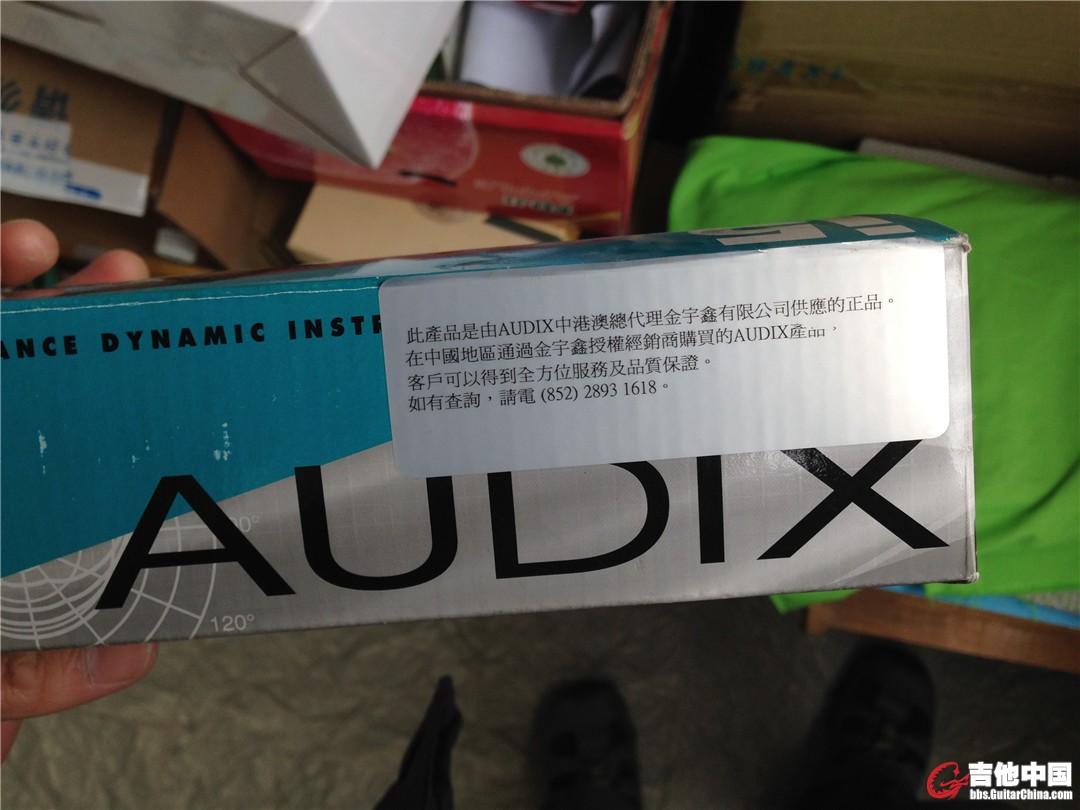 ANCE DYNAMIC INSTR
此產品是由AUDIX中港澳總代理金宇鑫有限公司供應的正品。
在中國地區通過金宇鑫授權經銷商購買的AUDIX產品，
客戶可以得到全方位服務及品質保證。
如有查詢，請電 (852) 2893 1618。
AUDIX
90°
120°
吉他中国
bbs.GuitarChina.com